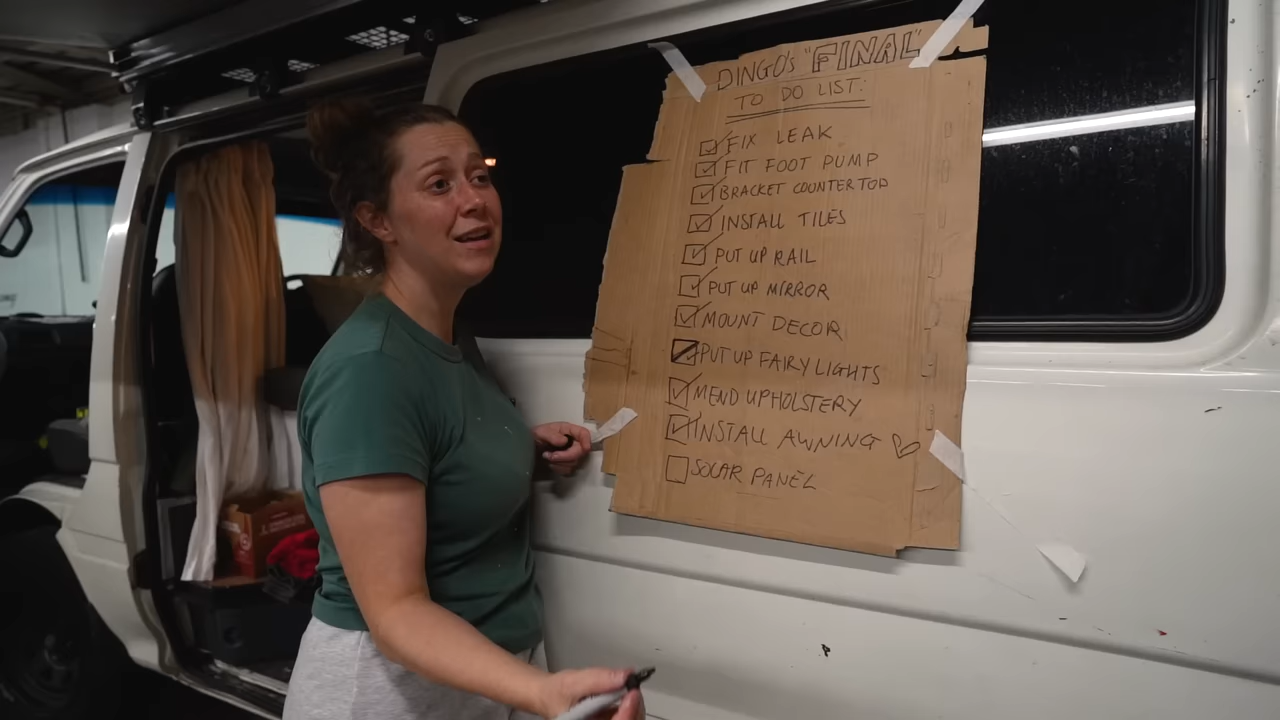 DINGO'S "FINAL"
TO DO LIST:
FIX LEAK
FIT FOOT PUMP
BRACKET COUNTERTOP
INSTALL TILES
PUT UP RAIL
PUT UP MIRROR
MOUNT DECOR
PUT UP FAIRY LIGHTS
MEND UPHOLSTERY
INSTALL AWNING
SOLAR PANEL